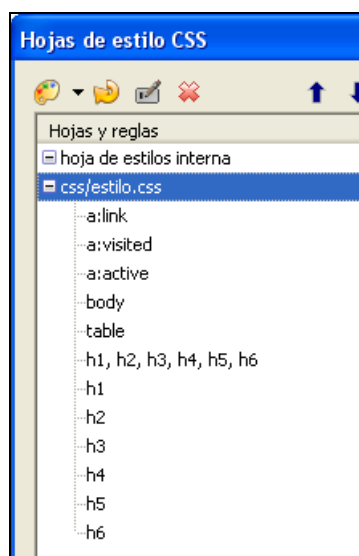 Hojas de estilo CSS
Hojas y reglas
hoja de estilos interna
css/estilo.css
a:link
a:visited
a:active
body
table
h1, h2, h3, h4, h5, h6
h1
h2
h3
h4
h5
h6